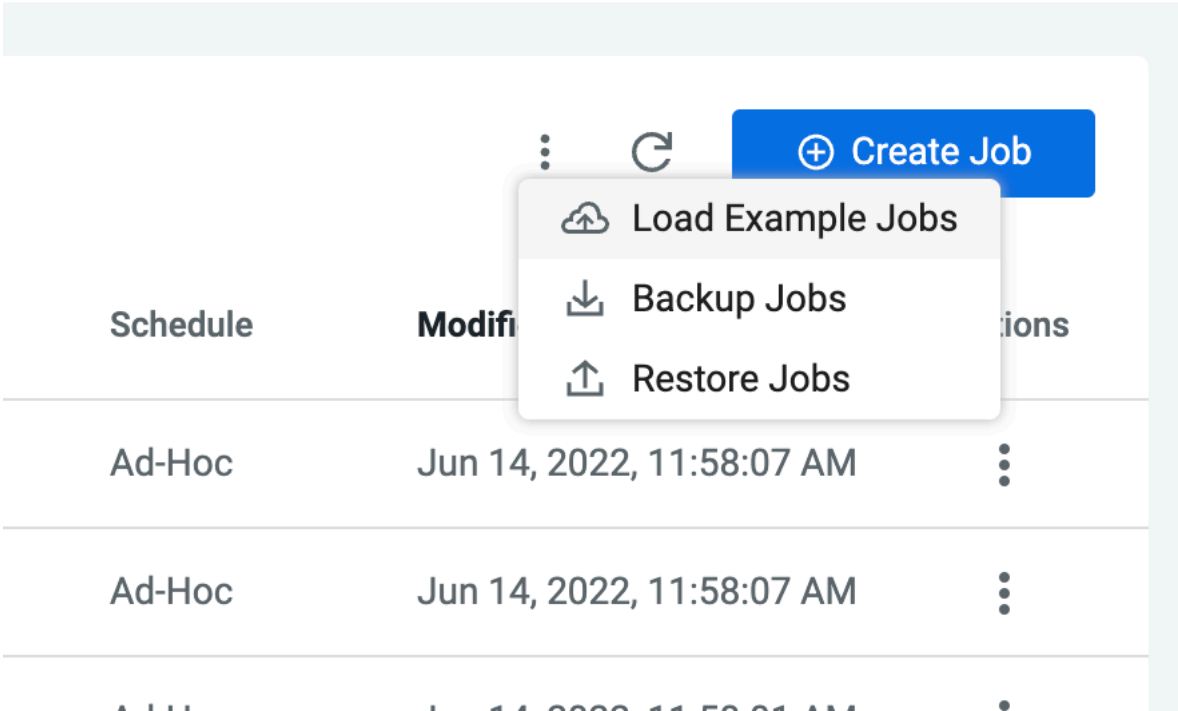 Create Job
Load Example Jobs
Backup Jobs
Restore Jobs
Schedule
Ad-Hoc Jun 14, 2022, 11:58:07 AM
Ad-Hoc Jun 14, 2022, 11:58:07 AM